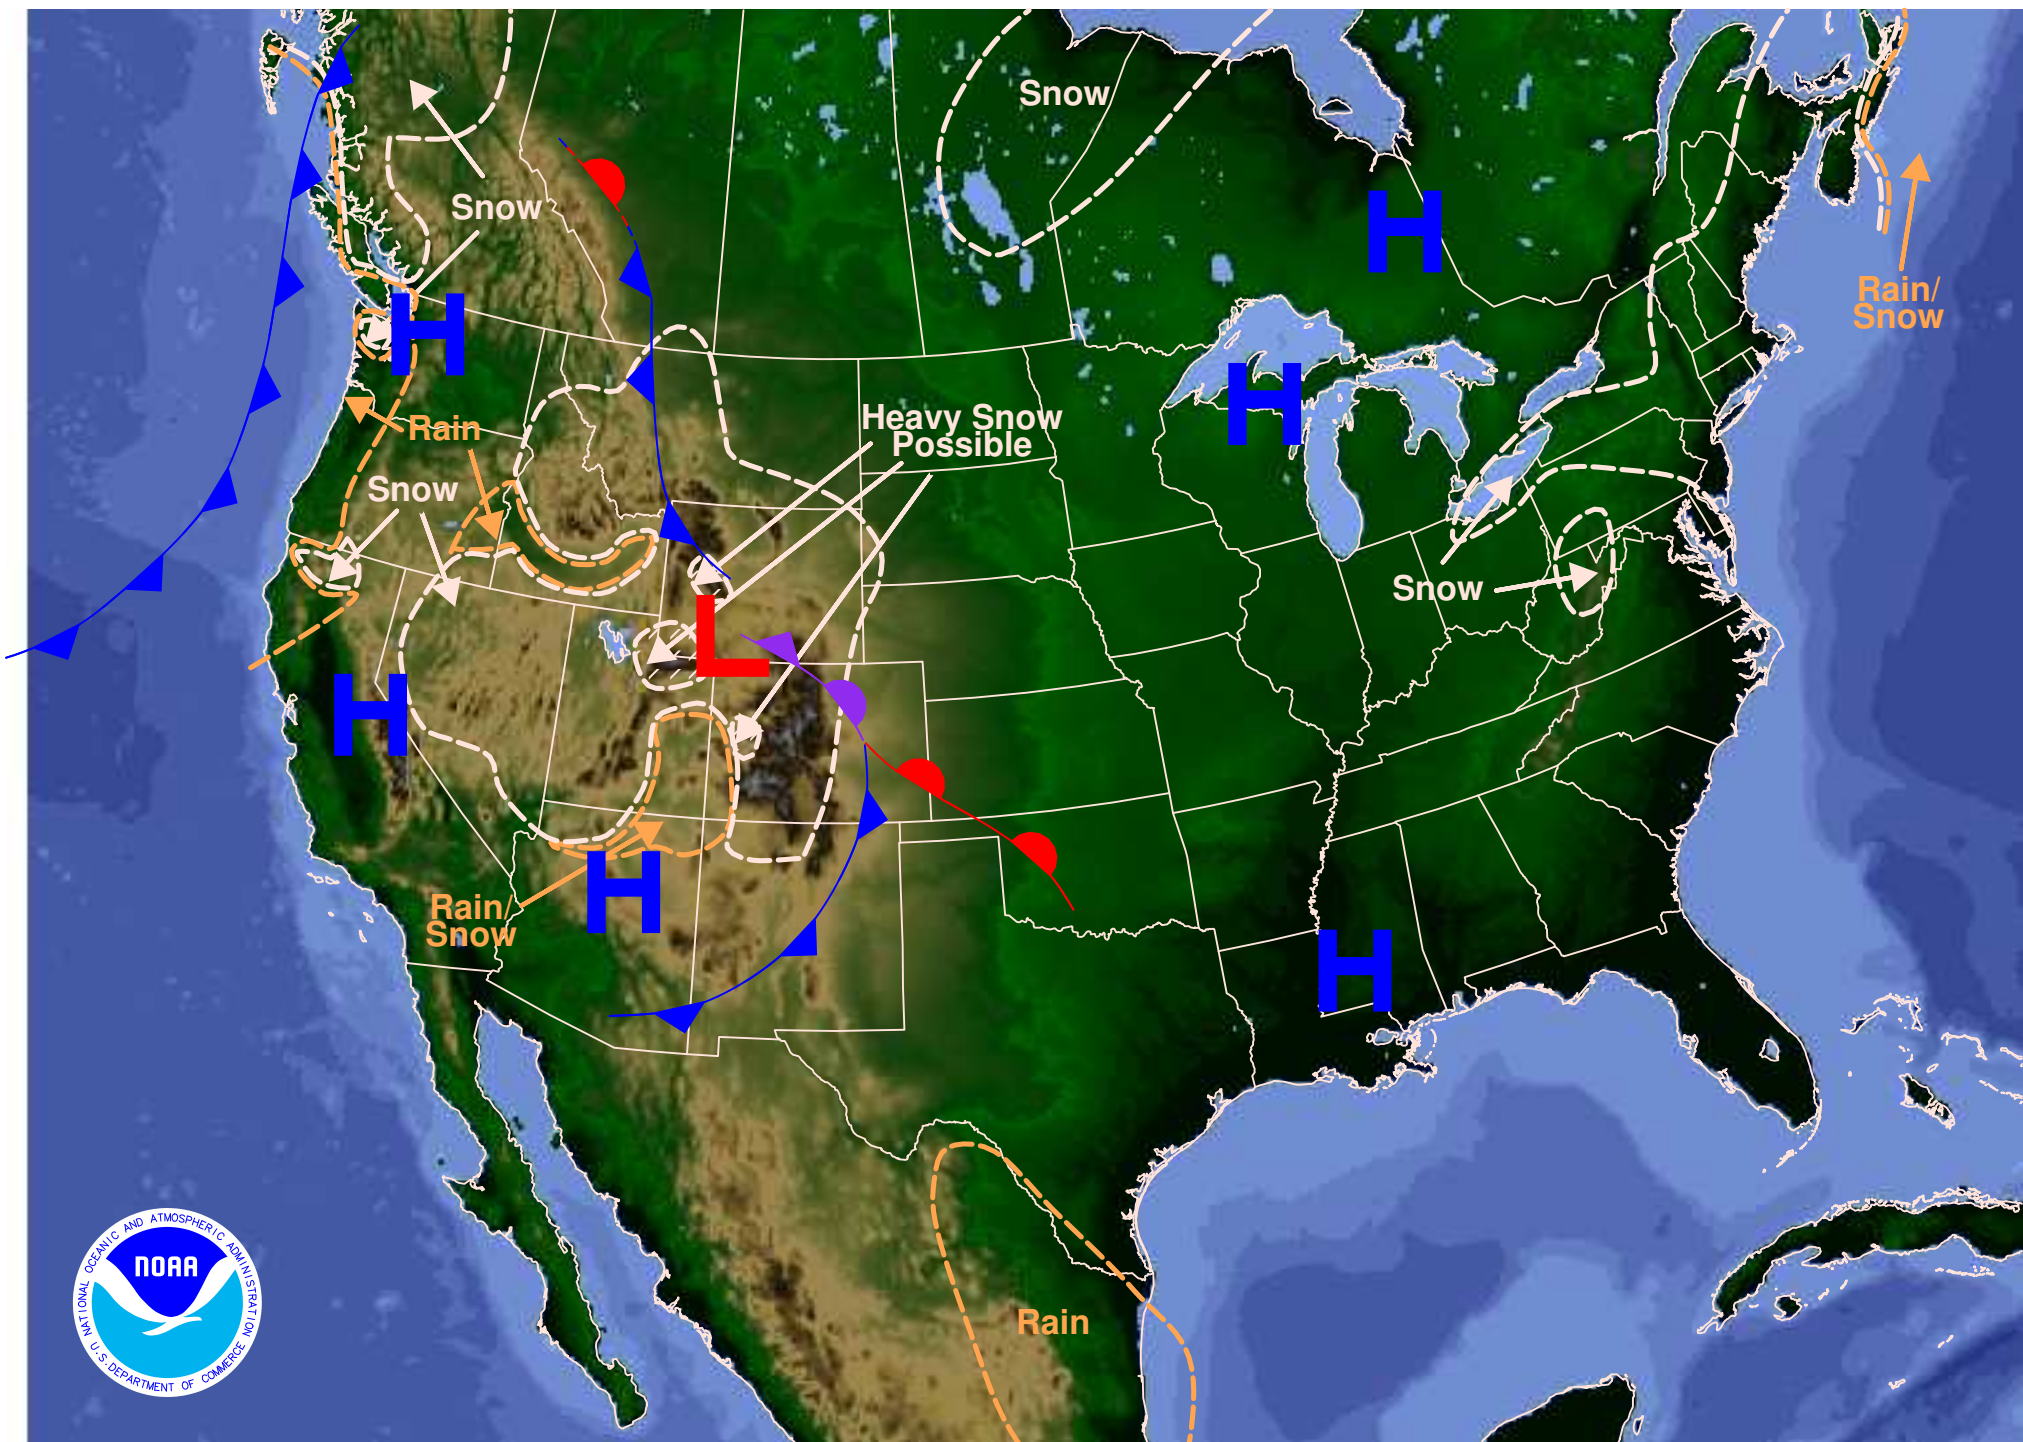 Snow
Snow
H
Rain/
Snow
H
H
Heavy Snow
Possible
Rain
Snow
Snow
L
H
H
Rain/
Snow
H
Rain
NATIONAL OCEANIC AND ATMOSPHERIC ADMINISTRATION
NOAA
U.S. DEPARTMENT OF COMMERCE
H